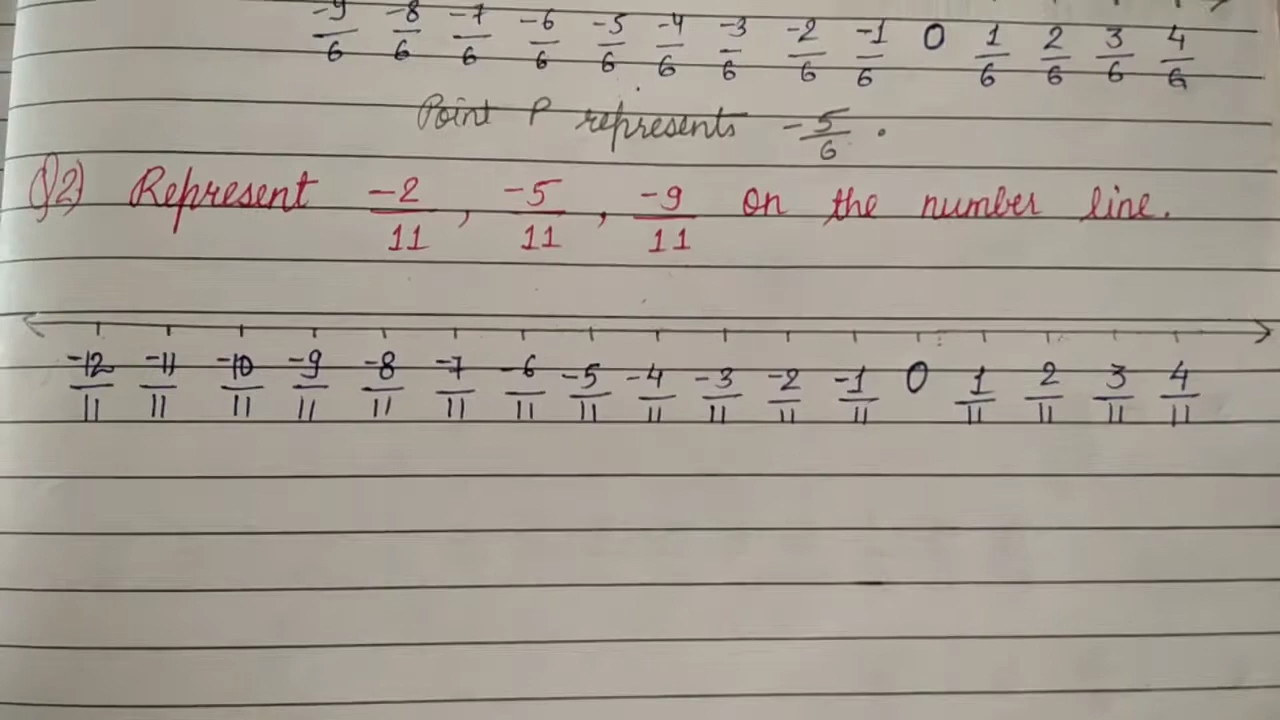 -9/6 -8/6 -7/6 -6/6 -5/6 -4/6 -3/6 -2/6 -1/6 0 1/6 2/6 3/6 4/6
Point P represents -5/6 .
Q2) Represent -2/11 , -5/11 , -9/11 on the number line.
-12/11 -11/11 -10/11 -9/11 -8/11 -7/11 -6/11 -5/11 -4/11 -3/11 -2/11 -1/11 0 1/11 2/11 3/11 4/11